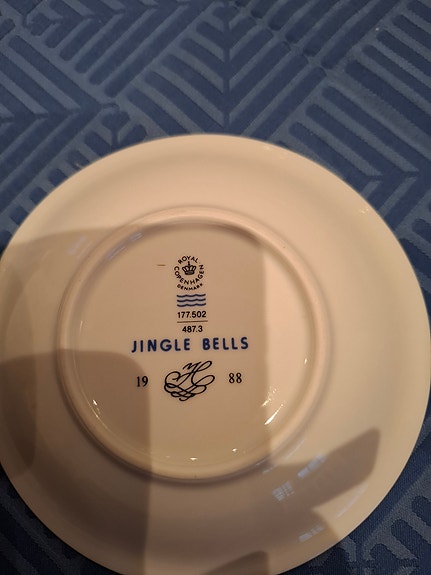 ROYAL
COPENHAGEN
DENMARK
177.502
487.3
JINGLE BELLS
19 88